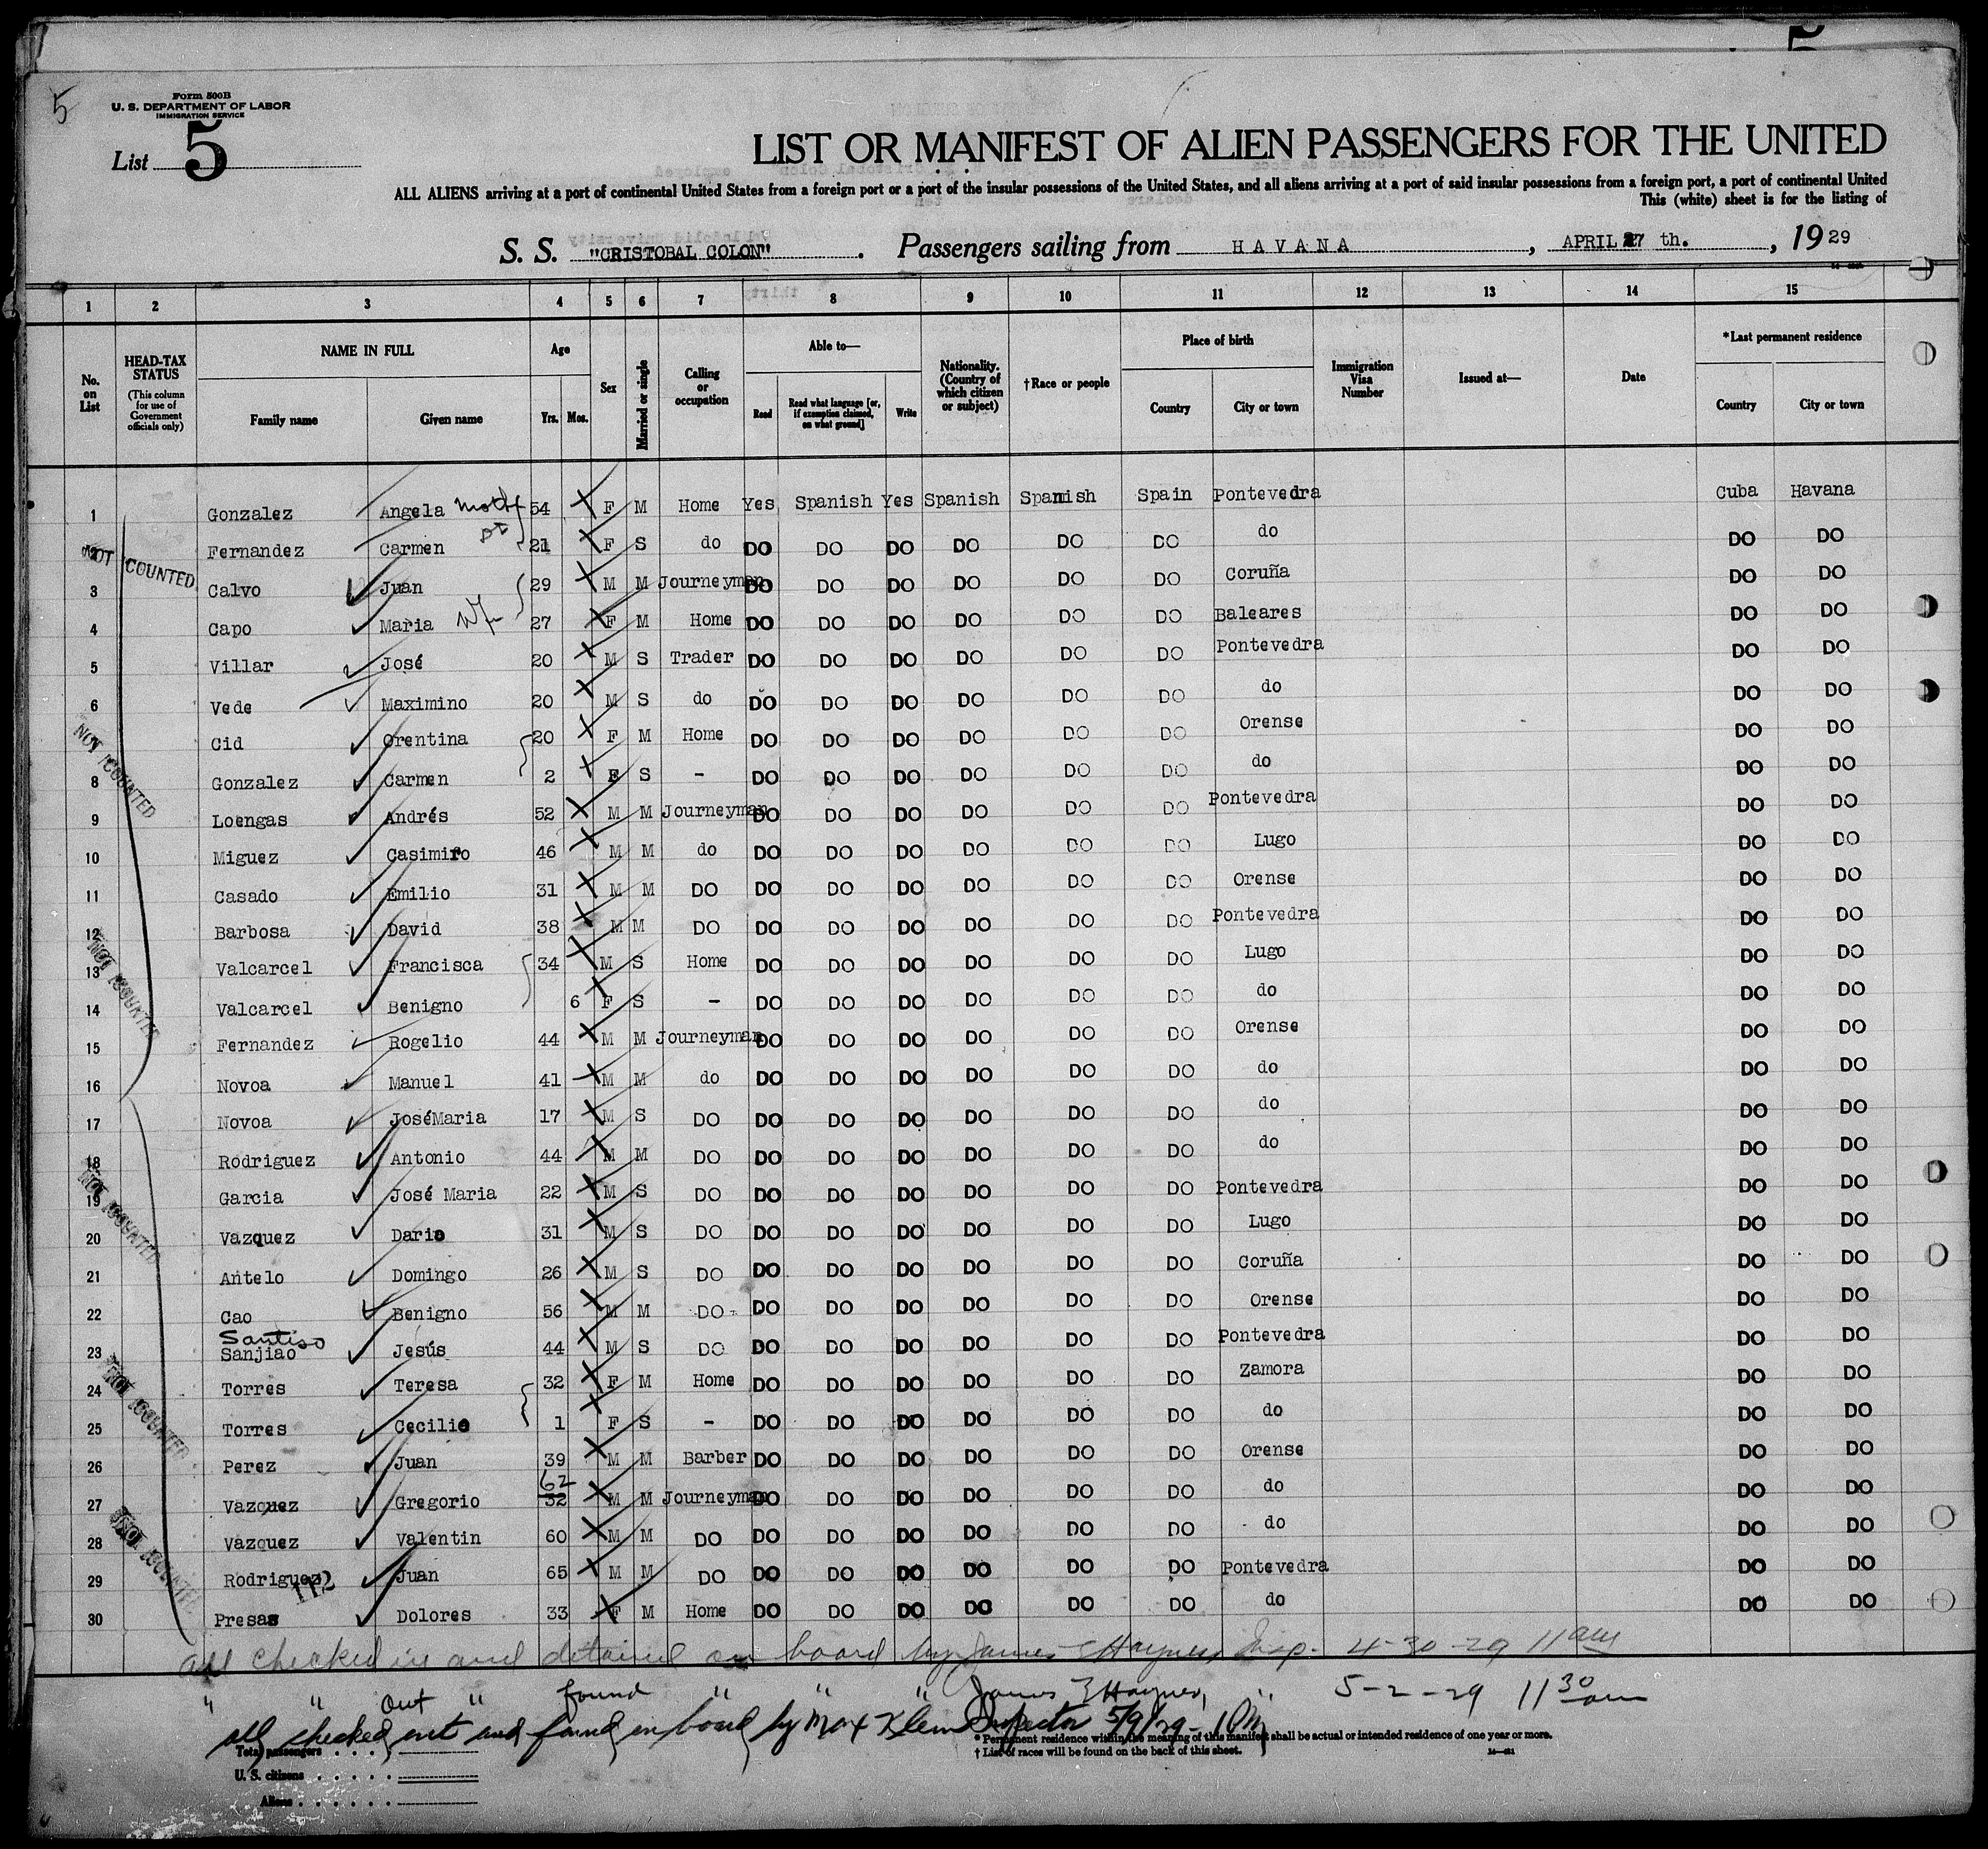 5
5
Form 500B
U. S. DEPARTMENT OF LABOR
IMMIGRATION SERVICE
List 5
LIST OR MANIFEST OF ALIEN PASSENGERS FOR THE UNITED
ALL ALIENS arriving at a port of continental United States from a foreign port or a port of the insular possessions of the United States, and all aliens arriving at a port of said insular possessions from a foreign port, a port of continental United
This (white) sheet is for the listing of
S. S. "CRISTOBAL COLON" . Passengers sailing from HAVANA , APRIL 27 th. , 1929
1 2 3 4 5 6 7 8 9 10 11 12 13 14 15
No. on List HEAD-TAX STATUS (This column for use of Government officials only) NAME IN FULL Family name Given name Age Yrs. Mos. Sex Married or single Calling or occupation Able to— Read Read what language [or, if exemption claimed, on what ground] Write Nationality. (Country of which citizen or subject) †Race or people Place of birth Country City or town Immigration Visa Number Issued at— Date *Last permanent residence Country City or town
1 Gonzalez Angela 54 F M Home Yes Spanish Yes Spanish Spanish Spain Pontevedra Cuba Havana
2 Fernandez Carmen 21 F S do DO DO DO DO DO DO do DO DO
NOT COUNTED
3 Calvo Juan 29 M M Journeyman DO DO DO DO DO DO Coruña DO DO
4 Capo Maria 27 F M Home DO DO DO DO DO DO Baleares DO DO
5 Villar José 20 M S Trader DO DO DO DO DO DO Pontevedra DO DO
6 Vede Maximino 20 M S do DO DO DO DO DO DO do DO DO
7 Cid Orentina 20 F M Home DO DO DO DO DO DO Orense DO DO
NOT COUNTED
8 Gonzalez Carmen 2 F S - DO DO DO DO DO DO do DO DO
9 Loengas Andrés 52 M M Journeyman DO DO DO DO DO DO Pontevedra DO DO
10 Miguez Casimiro 46 M M do DO DO DO DO DO DO Lugo DO DO
11 Casado Emilio 31 M M DO DO DO DO DO DO DO Orense DO DO
12 Barbosa David 38 M M DO DO DO DO DO DO DO Pontevedra DO DO
NOT COUNTED
13 Valcarcel Francisca 34 M S Home DO DO DO DO DO DO Lugo DO DO
14 Valcarcel Benigno 6 F S - DO DO DO DO DO DO do DO DO
15 Fernandez Rogelio 44 M M Journeyman DO DO DO DO DO DO Orense DO DO
16 Novoa Manuel 41 M M do DO DO DO DO DO DO do DO DO
17 Novoa JoséMaria 17 M S DO DO DO DO DO DO DO do DO DO
18 Rodriguez Antonio 44 M M DO DO DO DO DO DO DO do DO DO
NOT COUNTED
19 Garcia José Maria 22 M S DO DO DO DO DO DO DO Pontevedra DO DO
20 Vazquez Dario 31 M S DO DO DO DO DO DO DO Lugo DO DO
21 Antelo Domingo 26 M S DO DO DO DO DO DO DO Coruña DO DO
22 Cao Benigno 56 M M DO DO DO DO DO DO DO Orense DO DO
Santiso
23 Sanjiao Jesús 44 M S DO DO DO DO DO DO DO Pontevedra DO DO
24 Torres Teresa 32 F M Home DO DO DO DO DO DO Zamora DO DO
NOT COUNTED
25 Torres Cecilio 1 F S - DO DO DO DO DO DO do DO DO
26 Perez Juan 39 M M Barber DO DO DO DO DO DO Orense DO DO
62
27 Vazquez Gregorio 32 M M Journeyman DO DO DO DO DO DO do DO DO
28 Vazquez Valentin 60 M M DO DO DO DO DO DO DO do DO DO
NOT COUNTED
29 Rodriguez Juan 65 M M DO DO DO DO DO DO DO Pontevedra DO DO
112
30 Presas Dolores 33 F M Home DO DO DO DO DO DO do DO DO
all checked in and detained on board by James E Haynes Insp. 4-30-29 11am
" " out " found " " " James E Haynes, " 5-2-29 11 30 am
all checked out and found on board by Max Klein Inspector 5/9/29 - 1 PM
Total passengers
U. S. citizens
Aliens
* Permanent residence within the meaning of this manifest shall be actual or intended residence of one year or more.
† List of races will be found on the back of this sheet.